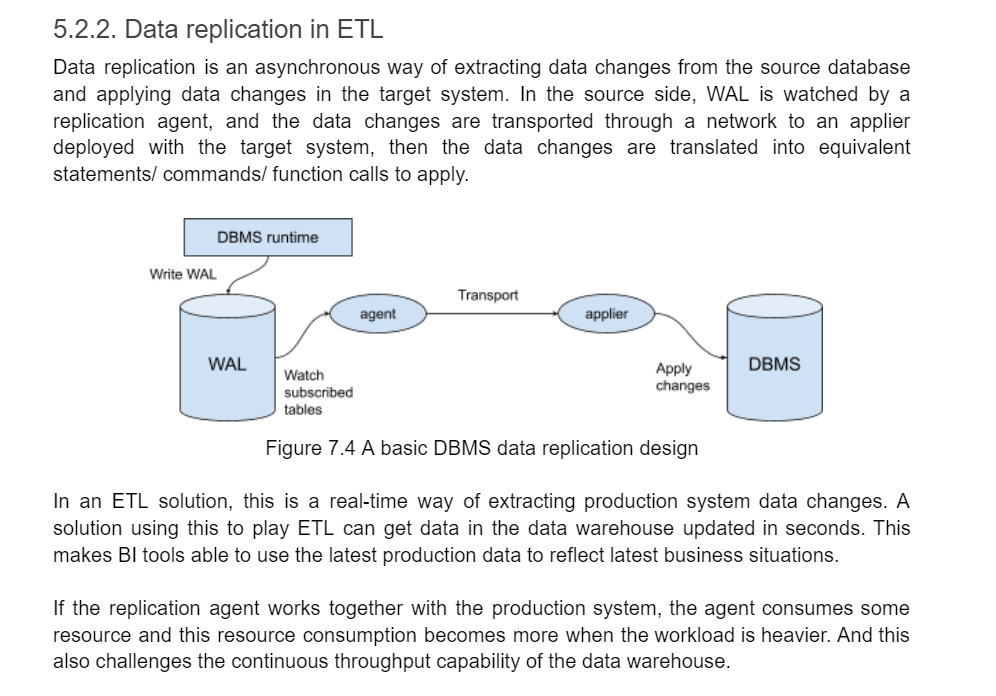 5.2.2. Data replication in ETL
Data replication is an asynchronous way of extracting data changes from the source database
and applying data changes in the target system. In the source side, WAL is watched by a
replication agent, and the data changes are transported through a network to an applier
deployed with the target system, then the data changes are translated into equivalent
statements/ commands/ function calls to apply.
DBMS runtime
Write WAL
Transport
agent
applier
WAL
DBMS
Watch
subscribed
tables
Apply
changes
Figure 7.4 A basic DBMS data replication design
In an ETL solution, this is a real-time way of extracting production system data changes. A
solution using this to play ETL can get data in the data warehouse updated in seconds. This
makes BI tools able to use the latest production data to reflect latest business situations.
If the replication agent works together with the production system, the agent consumes some
resource and this resource consumption becomes more when the workload is heavier. And this
also challenges the continuous throughput capability of the data warehouse.